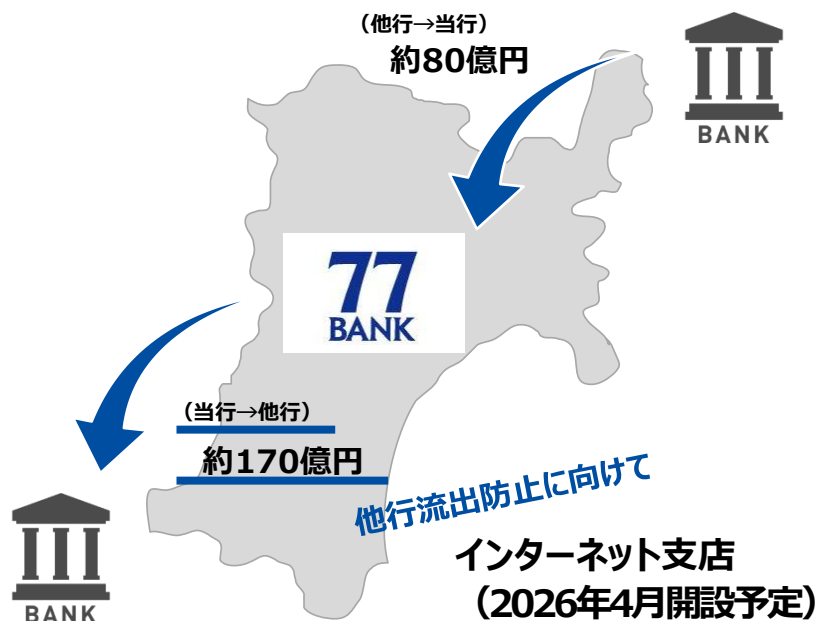 （他行→当行）
約80億円
BANK
77
BANK
（当行→他行）
約170億円
他行流出防止に向けて
インターネット支店
（2026年4月開設予定）
BANK